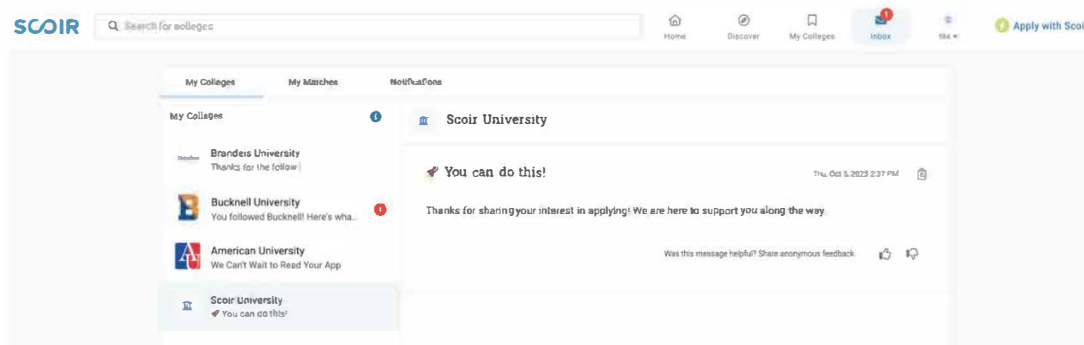 SCOIR
Search for colleges
Home
Discover
My Colleges
1
Inbox
Apply with Scoi
My Colleges
My Matches
Notifications
My Colleges
Brandeis University
Thanks for the follow!
Bucknell University
You followed Bucknell! Here's wha...
American University
We Can't Wait to Read Your App
Scoir University
🚀 You can do this!
Scoir University
🚀 You can do this!
Thu, Oct 5, 2023 2:37 PM
Thanks for sharing your interest in applying! We are here to support you along the way.
Was this message helpful? Share anonymous feedback.